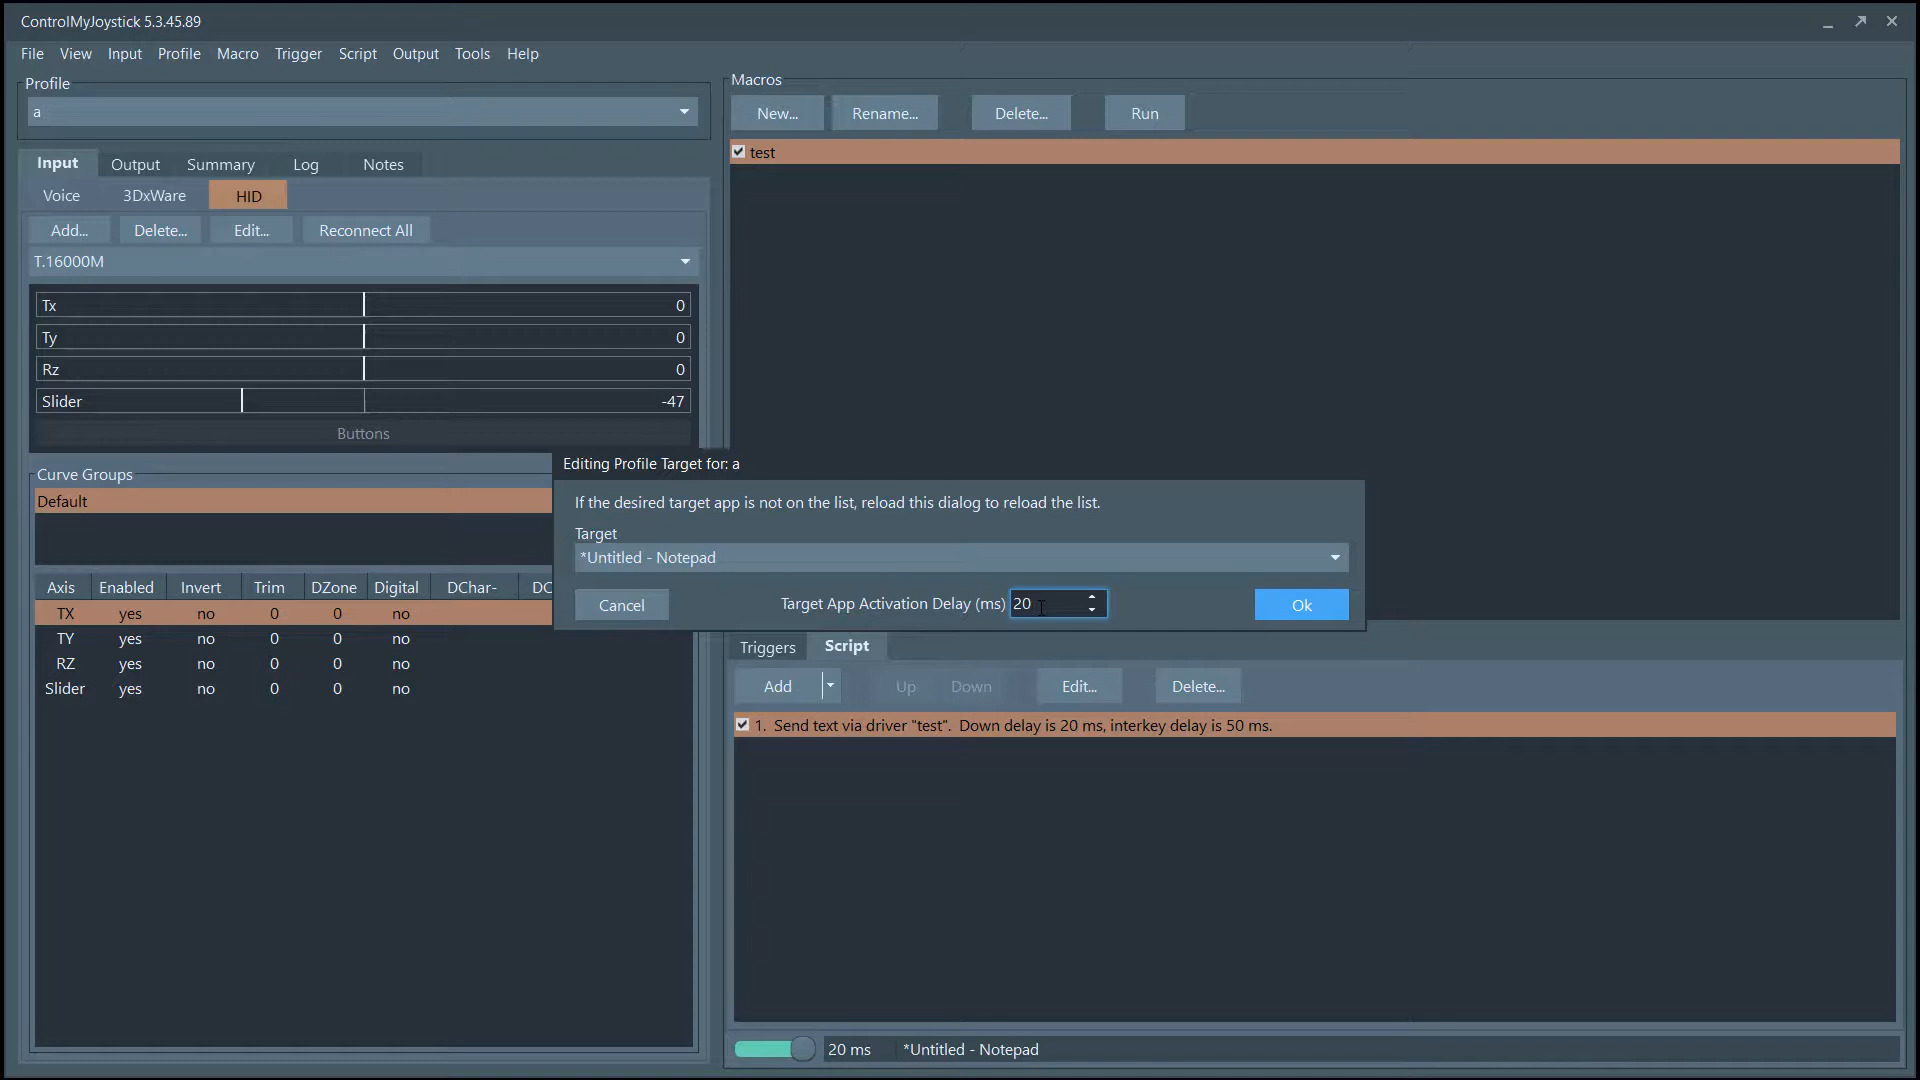 ControlMyJoystick 5.3.45.89
File View Input Profile Macro Trigger Script Output Tools Help
Profile
a
Input Output Summary Log Notes
Voice 3DxWare HID
Add... Delete... Edit... Reconnect All
T.16000M
Tx 0
Ty 0
Rz 0
Slider -47
Buttons
Curve Groups
Default
Axis Enabled Invert Trim DZone Digital DChar- DC
TX yes no 0 0 no
TY yes no 0 0 no
RZ yes no 0 0 no
Slider yes no 0 0 no
Macros
New... Rename... Delete... Run
test
Editing Profile Target for: a
If the desired target app is not on the list, reload this dialog to reload the list.
Target
*Untitled - Notepad
Cancel Target App Activation Delay (ms) 20 Ok
Triggers Script
Add Up Down Edit... Delete...
1. Send text via driver "test". Down delay is 20 ms, interkey delay is 50 ms.
20 ms *Untitled - Notepad